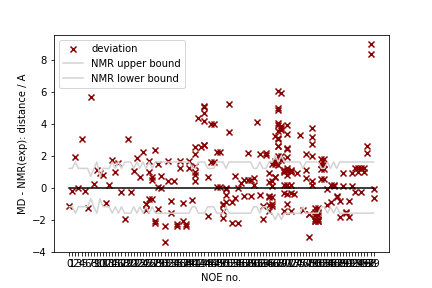 deviation
NMR upper bound
NMR lower bound
MD - NMR(exp): distance / A
8
6
4
2
0
−2
−4
NOE no.